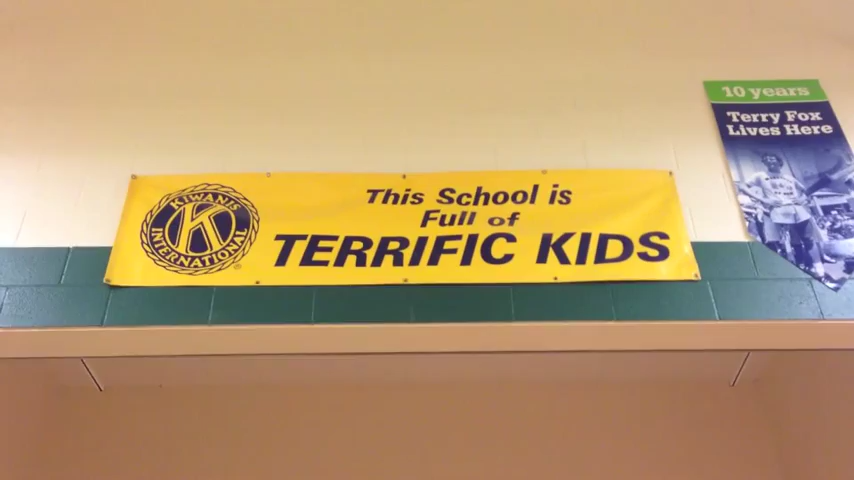 KIWANIS
K
INTERNATIONAL
This School is
Full of
TERRIFIC KIDS
10 years
Terry Fox
Lives Here